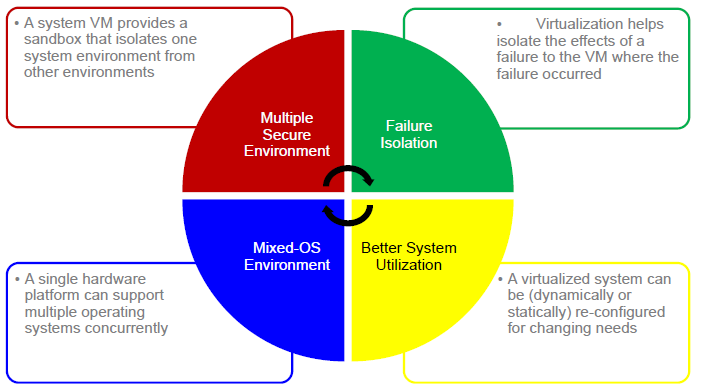 • A system VM provides a
sandbox that isolates one
system environment from
other environments
• Virtualization helps
isolate the effects of a
failure to the VM where the
failure occurred
Multiple
Secure
Environment
Failure
Isolation
Mixed-OS
Environment
Better System
Utilization
• A single hardware
platform can support
multiple operating
systems concurrently
• A virtualized system can
be (dynamically or
statically) re-configured
for changing needs